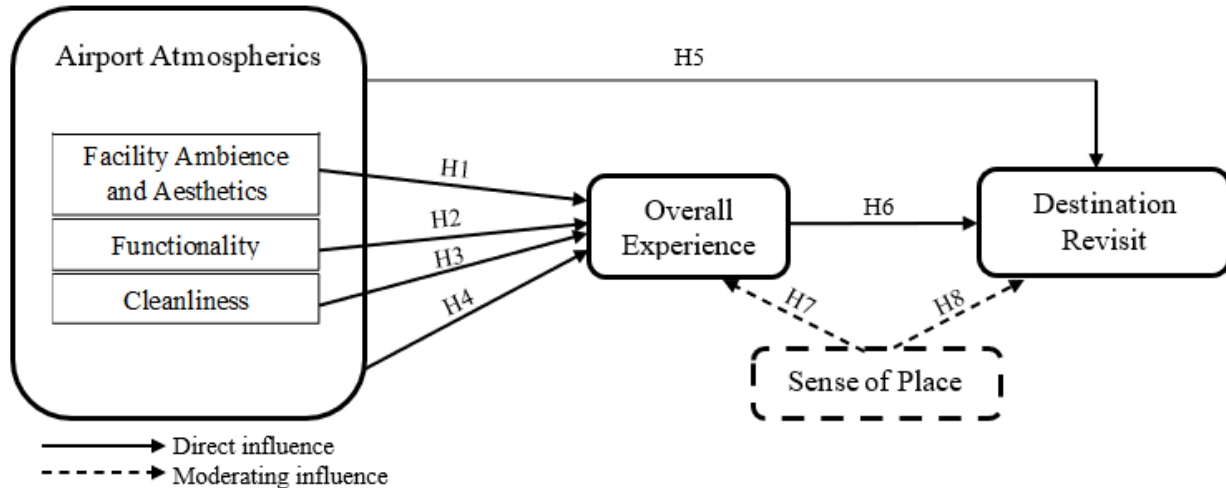 Airport Atmospherics
H5
Facility Ambience
and Aesthetics
H1
Functionality
H2
Cleanliness
H3
H4
Overall
Experience
H6
Destination
Revisit
H7
H8
Sense of Place
Direct influence
Moderating influence